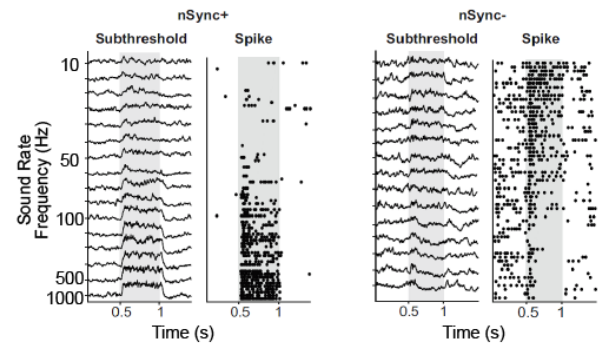 nSync+
nSync-
Subthreshold
Spike
Subthreshold
Spike
Sound Rate
Frequency (Hz)
10
50
100
500
1000
0.5
1
0.5
1
0.5
1
0.5
1
Time (s)
Time (s)